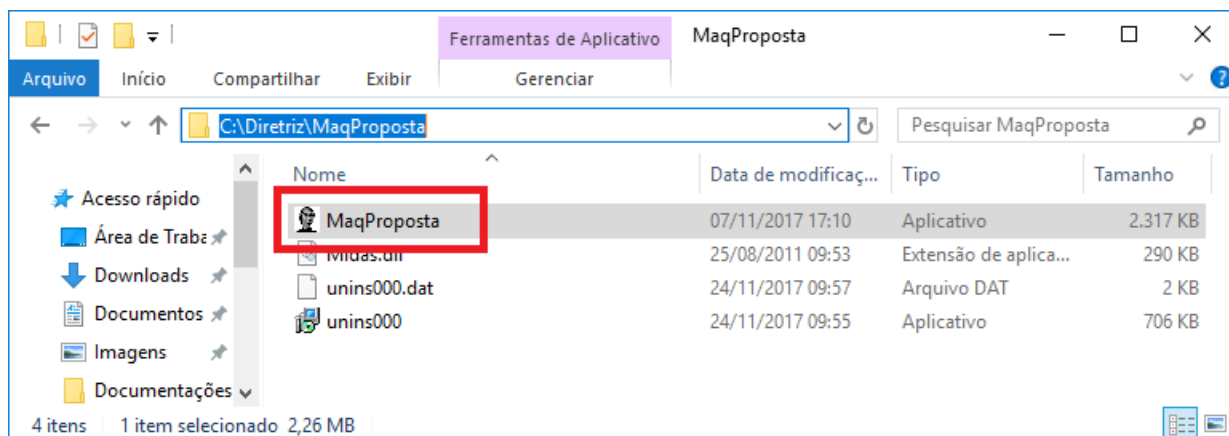 Ferramentas de Aplicativo MaqProposta
Arquivo Início Compartilhar Exibir Gerenciar ?
C:\Diretriz\MaqProposta Pesquisar MaqProposta
Nome Data de modificaç... Tipo Tamanho
Acesso rápido
MaqProposta 07/11/2017 17:10 Aplicativo 2.317 KB
Área de Traba
Midas.dll 25/08/2011 09:53 Extensão de aplica... 290 KB
Downloads
unins000.dat 24/11/2017 09:57 Arquivo DAT 2 KB
Documentos
unins000 24/11/2017 09:55 Aplicativo 706 KB
Imagens
Documentações
4 itens 1 item selecionado 2,26 MB